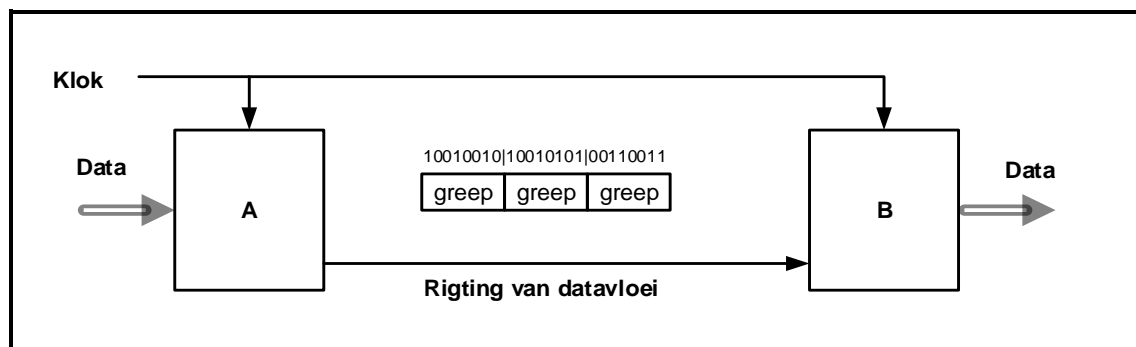 Klok
10010010|10010101|00110011
Data
greep greep greep
Data
A
B
Rigting van datavloei